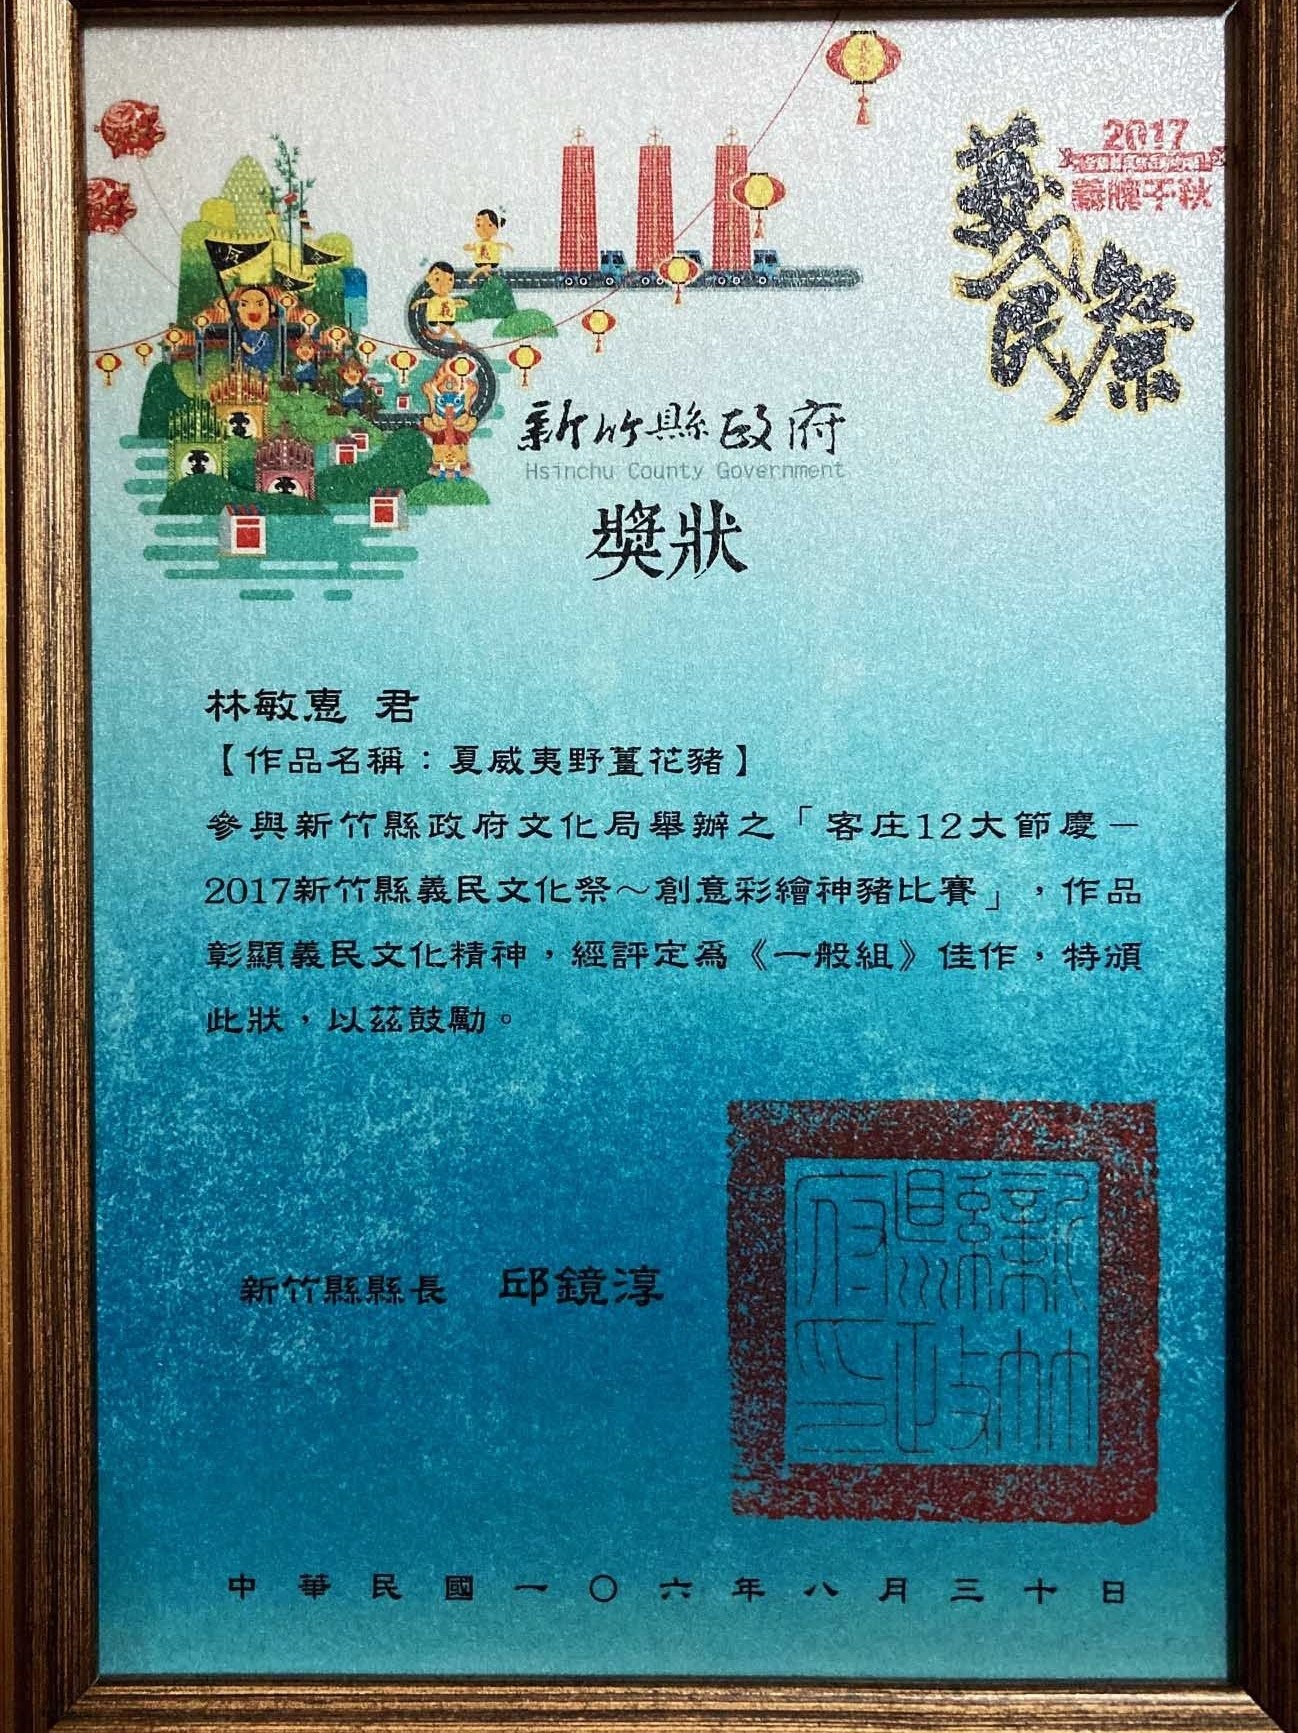 2017
義魄千秋
義民祭
新竹縣政府
Hsinchu County Government
獎狀
林敏惠 君
【作品名稱：夏威夷野薑花豬】
參與新竹縣政府文化局舉辦之「客庄12大節慶－
2017新竹縣義民文化祭～創意彩繪神豬比賽」，作品
彰顯義民文化精神，經評定為《一般組》佳作，特頒
此狀，以茲鼓勵。
新竹縣縣長 邱鏡淳
新竹縣政府印
中華民國一〇六年八月三十日